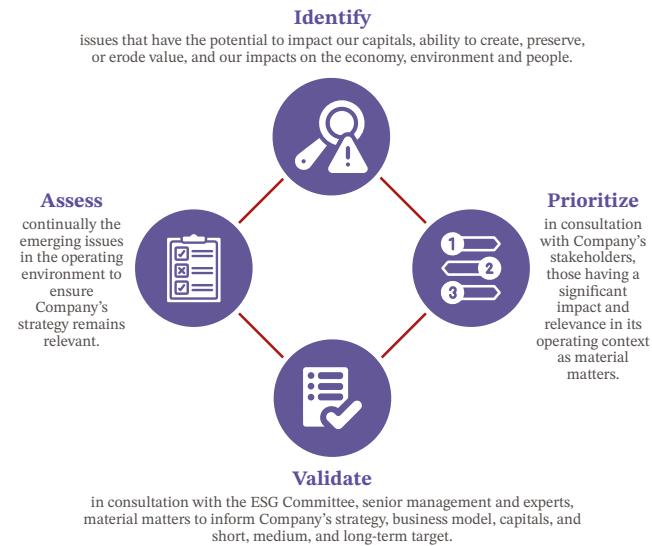 Identify
issues that have the potential to impact our capitals, ability to create, preserve,
or erode value, and our impacts on the economy, environment and people.
Assess
continually the
emerging issues
in the operating
environment to
ensure
Company's
strategy remains
relevant.
Prioritize
in consultation
with Company's
stakeholders,
those having a
significant
impact and
relevance in its
operating context
as material
matters.
1
2
3
Validate
in consultation with the ESG Committee, senior management and experts,
material matters to inform Company's strategy, business model, capitals, and
short, medium, and long-term target.